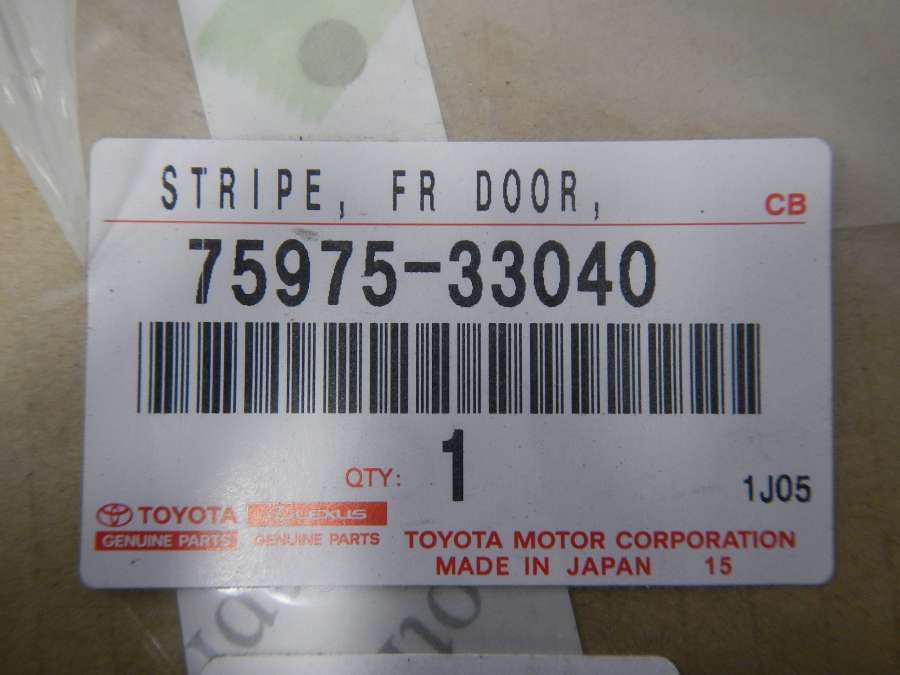 STRIPE, FR DOOR,
CB
75975-33040
QTY: 1
1J05
TOYOTA LEXUS
GENUINE PARTS GENUINE PARTS
TOYOTA MOTOR CORPORATION
MADE IN JAPAN 15